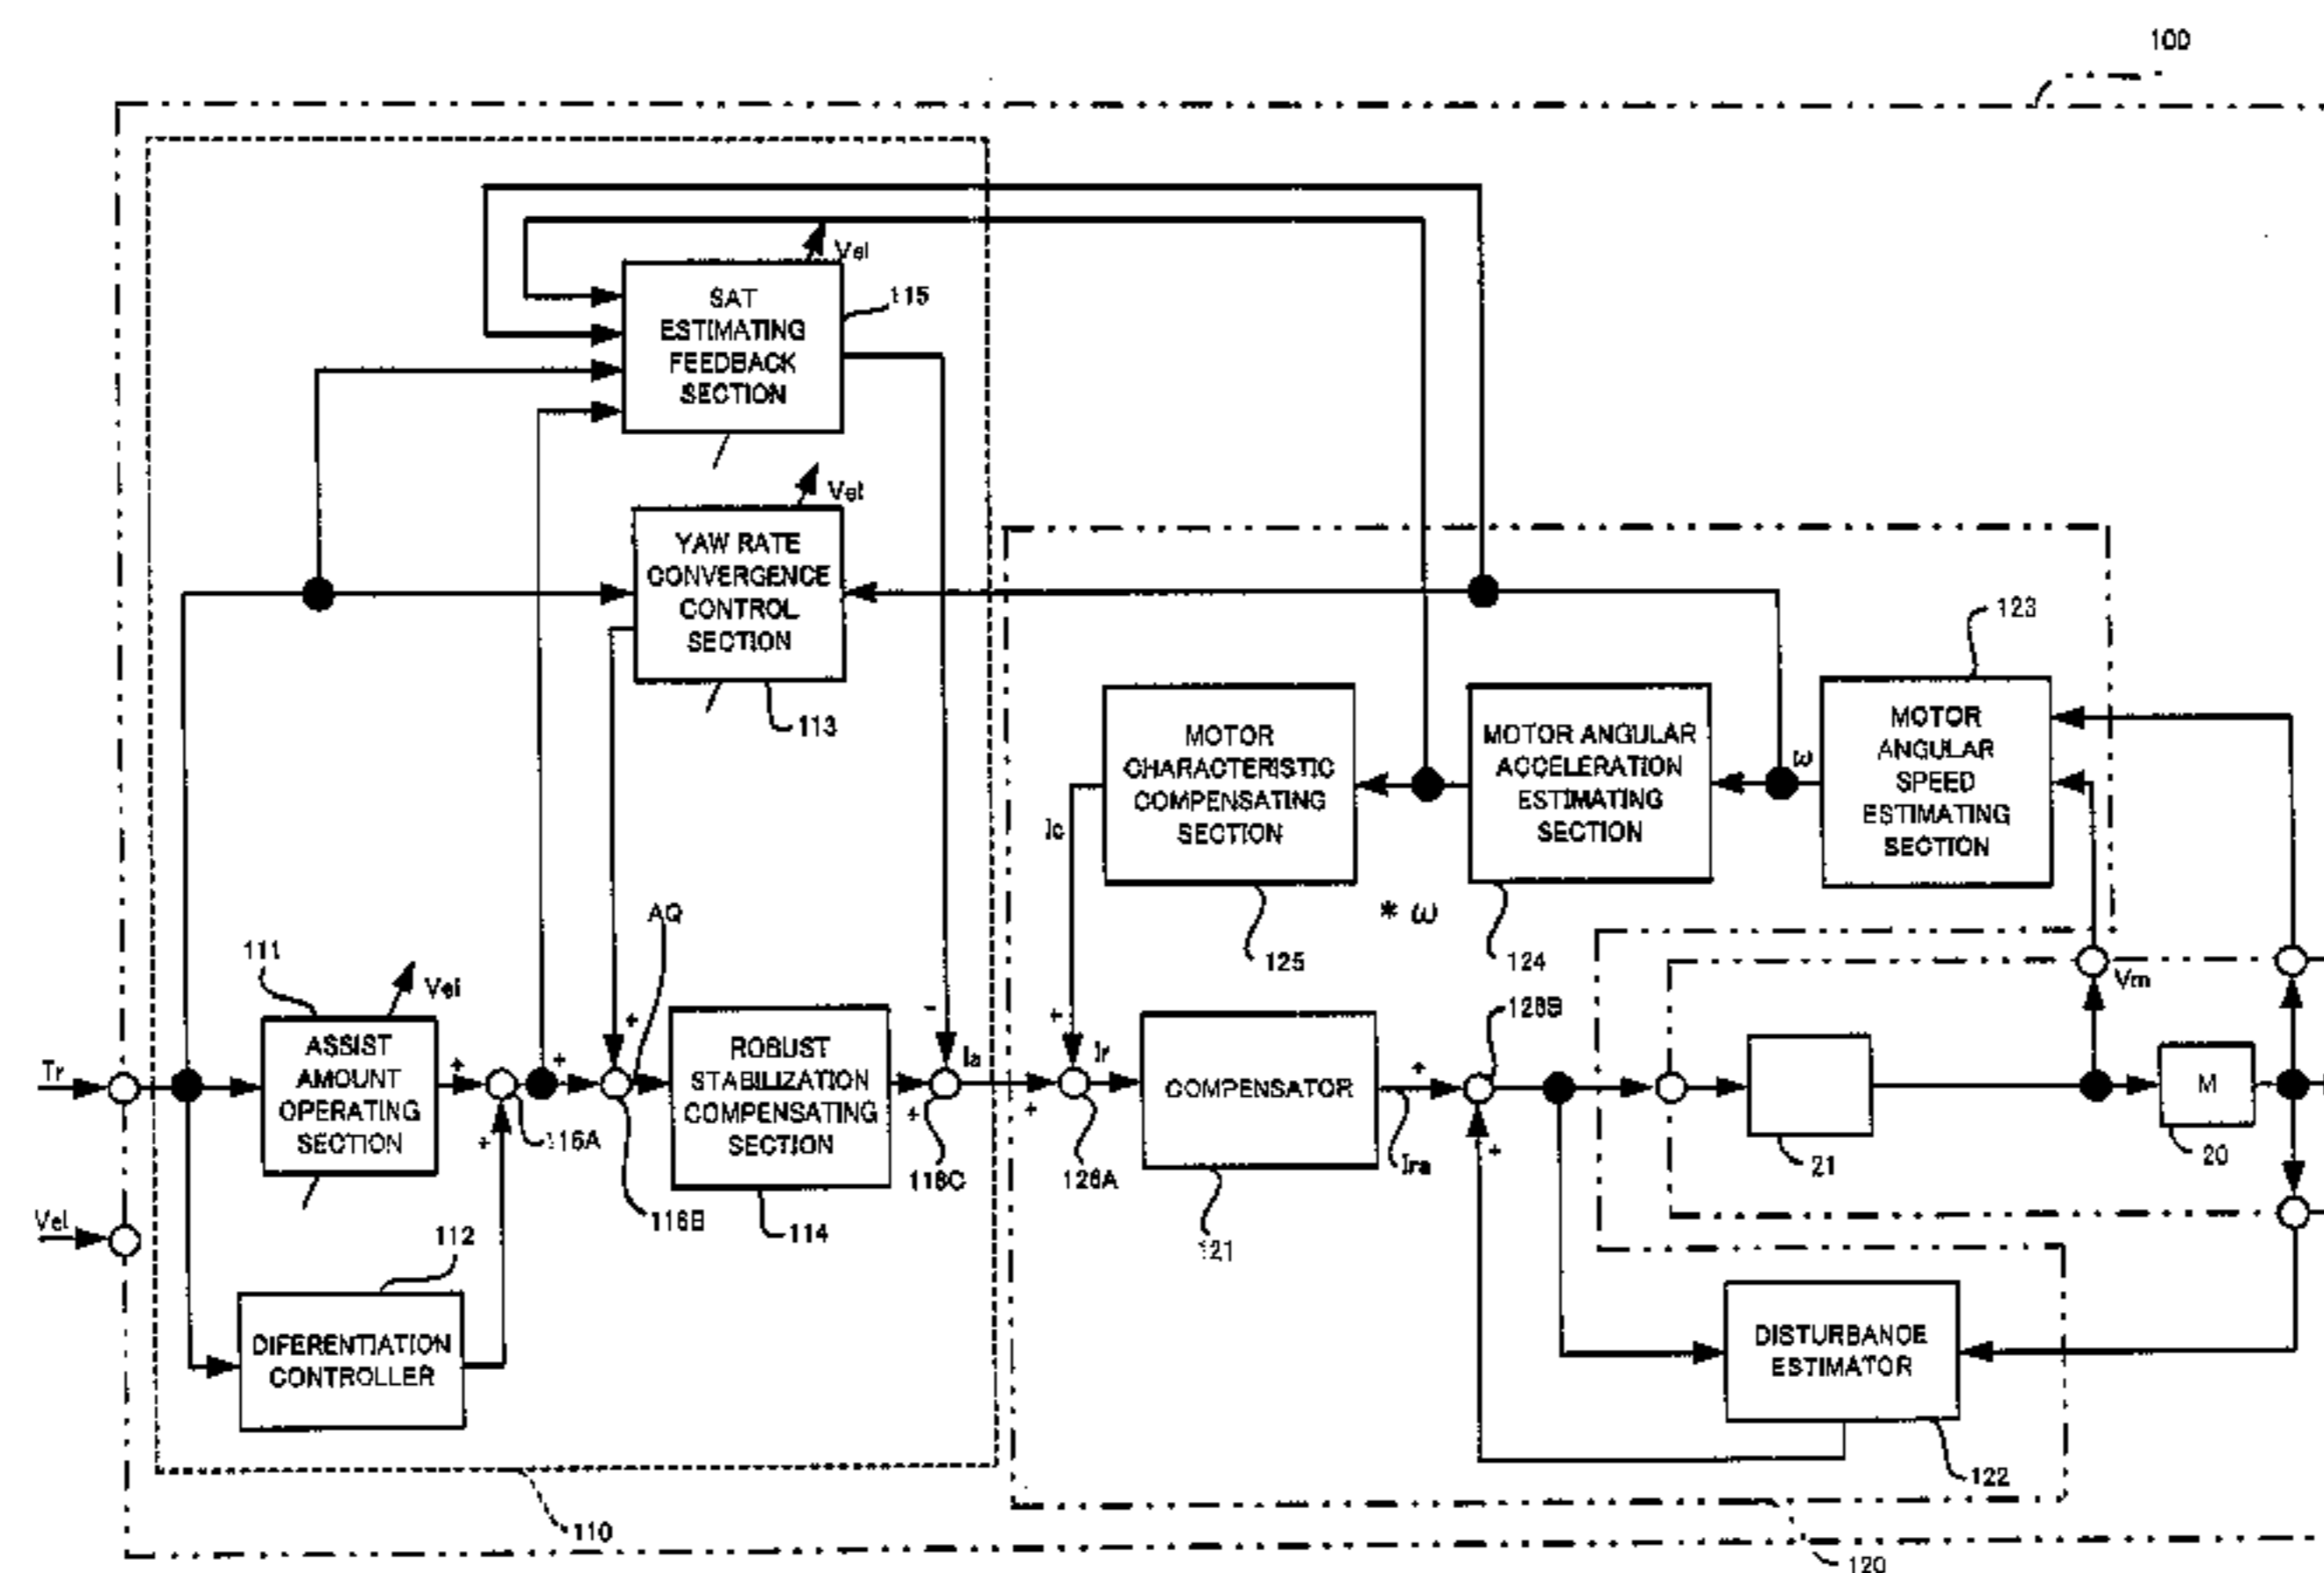 100
Vel
SAT
ESTIMATING
FEEDBACK
SECTION
115
Vel
YAW RATE
CONVERGENCE
CONTROL
SECTION
113
123
MOTOR
ANGULAR
SPEED
ESTIMATING
SECTION
ω
MOTOR ANGULAR
ACCELERATION
ESTIMATING
SECTION
124
MOTOR
CHARACTERISTIC
COMPENSATING
SECTION
125
* ω
Ic
AQ
111
Vel
ASSIST
AMOUNT
OPERATING
SECTION
Tr
+
+
116A
+
+
116B
ROBUST
STABILIZATION
COMPENSATING
SECTION
114
-
+
Ia
116C
+
+
Ir
126A
COMPENSATOR
121
+
Ira
126B
+
21
Vm
M
20
Vel
112
DIFERENTIATION
CONTROLLER
DISTURBANCE
ESTIMATOR
122
110
120